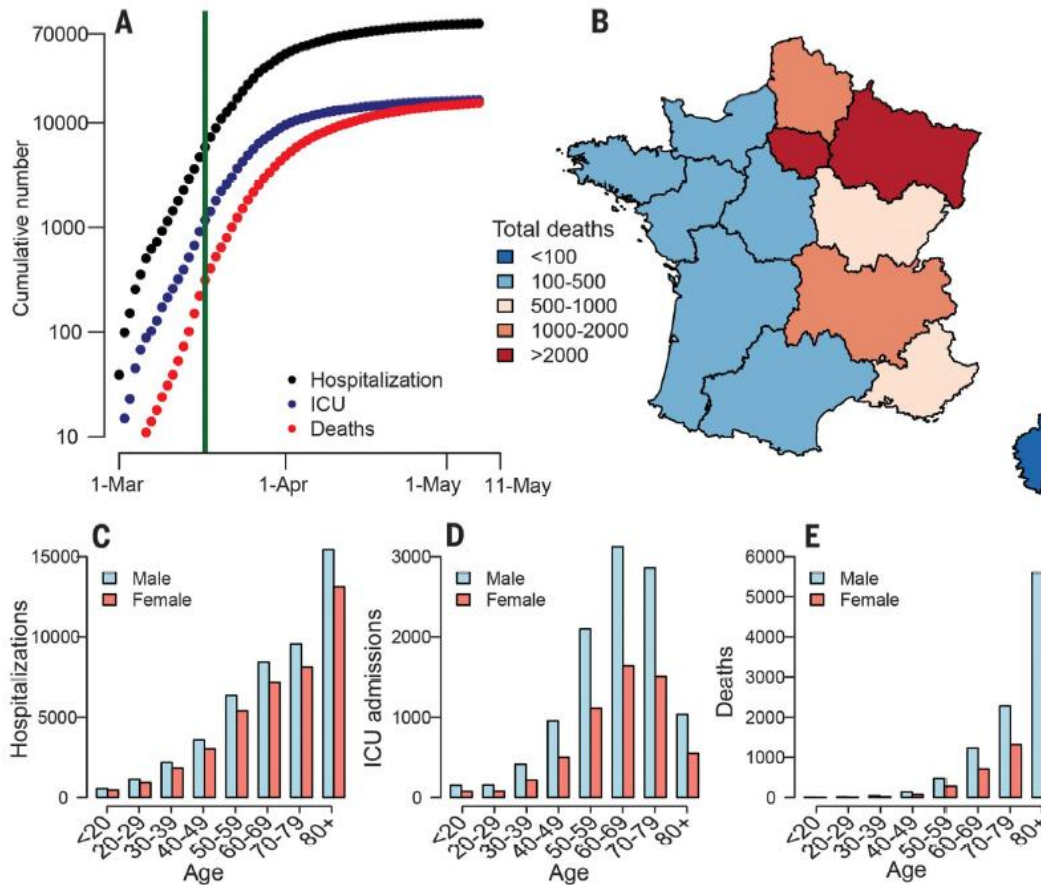 A
70000
10000
1000
100
10
Cumulative number
Hospitalization
ICU
Deaths
1-Mar
1-Apr
1-May
11-May
B
Total deaths
<100
100-500
500-1000
1000-2000
>2000
C
15000
10000
5000
0
Hospitalizations
Male
Female
<20
20-29
30-39
40-49
50-59
60-69
70-79
80+
Age
D
3000
2000
1000
0
ICU admissions
Male
Female
<20
20-29
30-39
40-49
50-59
60-69
70-79
80+
Age
E
6000
5000
4000
3000
2000
1000
0
Deaths
Male
Female
<20
20-29
30-39
40-49
50-59
60-69
70-79
80+
Age